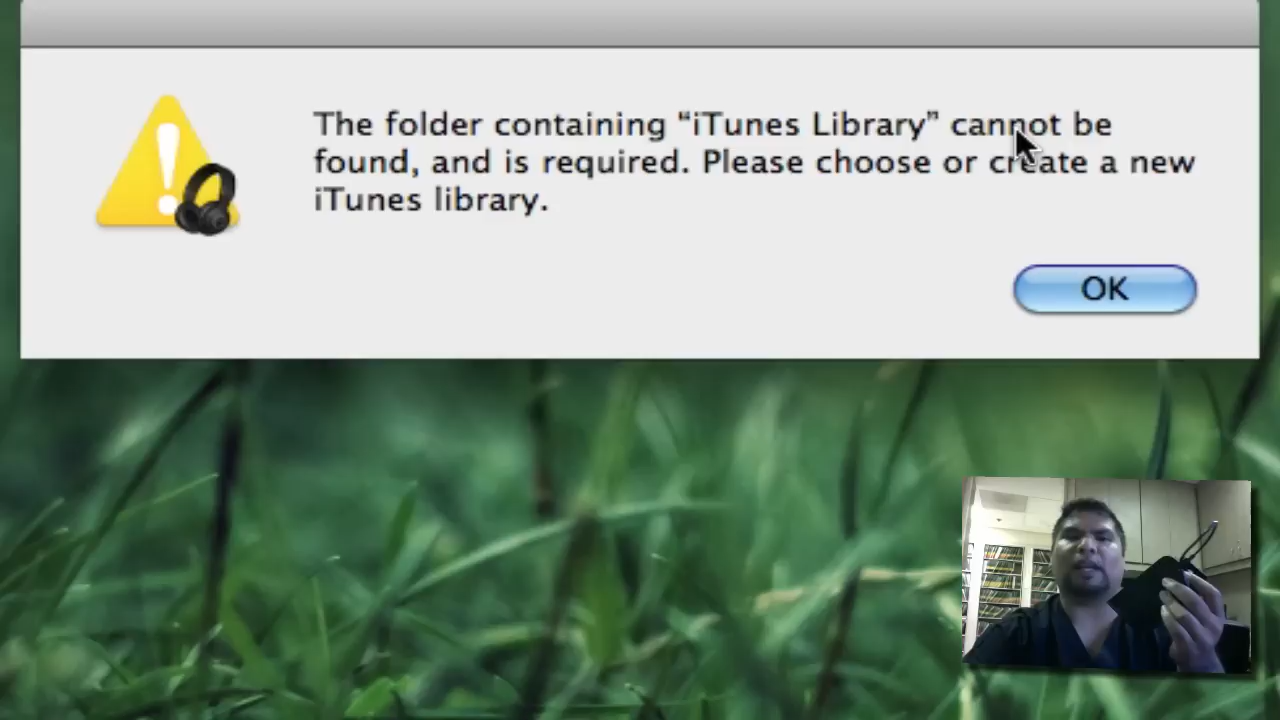 The folder containing “iTunes Library” cannot be
found, and is required. Please choose or create a new
iTunes library.
OK